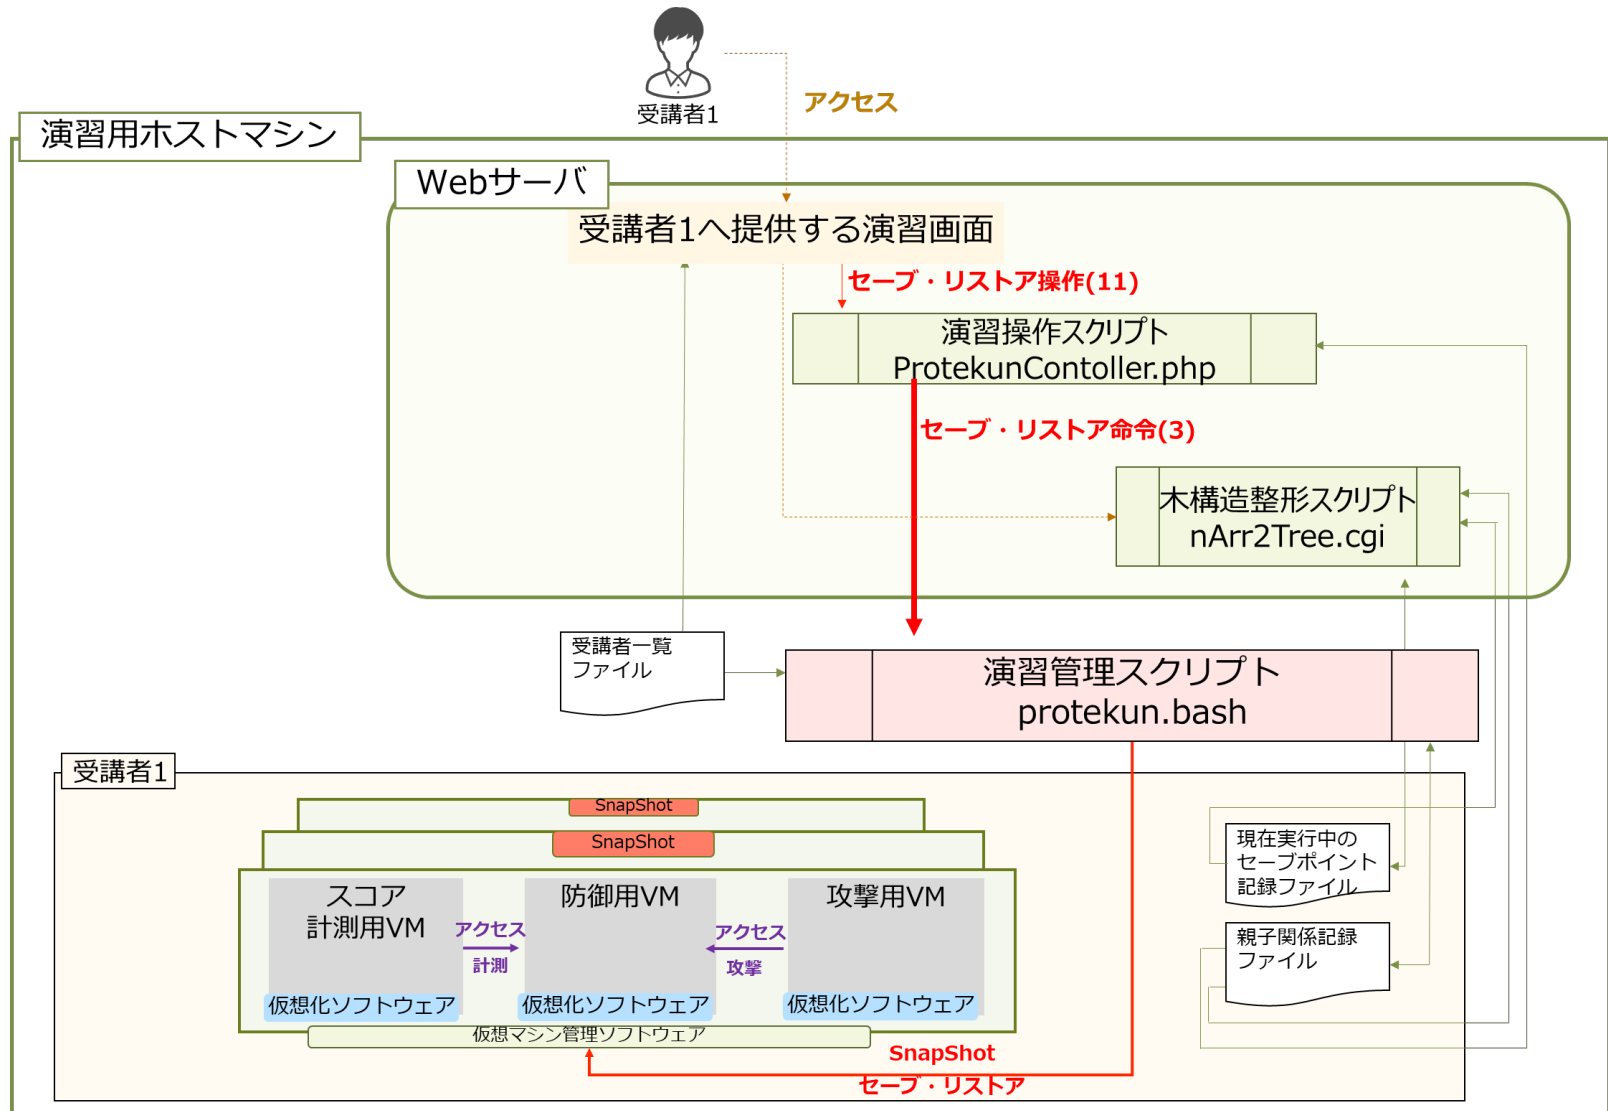 受講者1
アクセス
演習用ホストマシン
Webサーバ
受講者1へ提供する演習画面
セーブ・リストア操作(11)
演習操作スクリプト
ProtekunContoller.php
セーブ・リストア命令(3)
木構造整形スクリプト
nArr2Tree.cgi
受講者一覧
ファイル
演習管理スクリプト
protekun.bash
受講者1
SnapShot
SnapShot
スコア
計測用VM
アクセス
計測
防御用VM
アクセス
攻撃
攻撃用VM
仮想化ソフトウェア
仮想化ソフトウェア
仮想化ソフトウェア
仮想マシン管理ソフトウェア
現在実行中の
セーブポイント
記録ファイル
親子関係記録
ファイル
SnapShot
セーブ・リストア